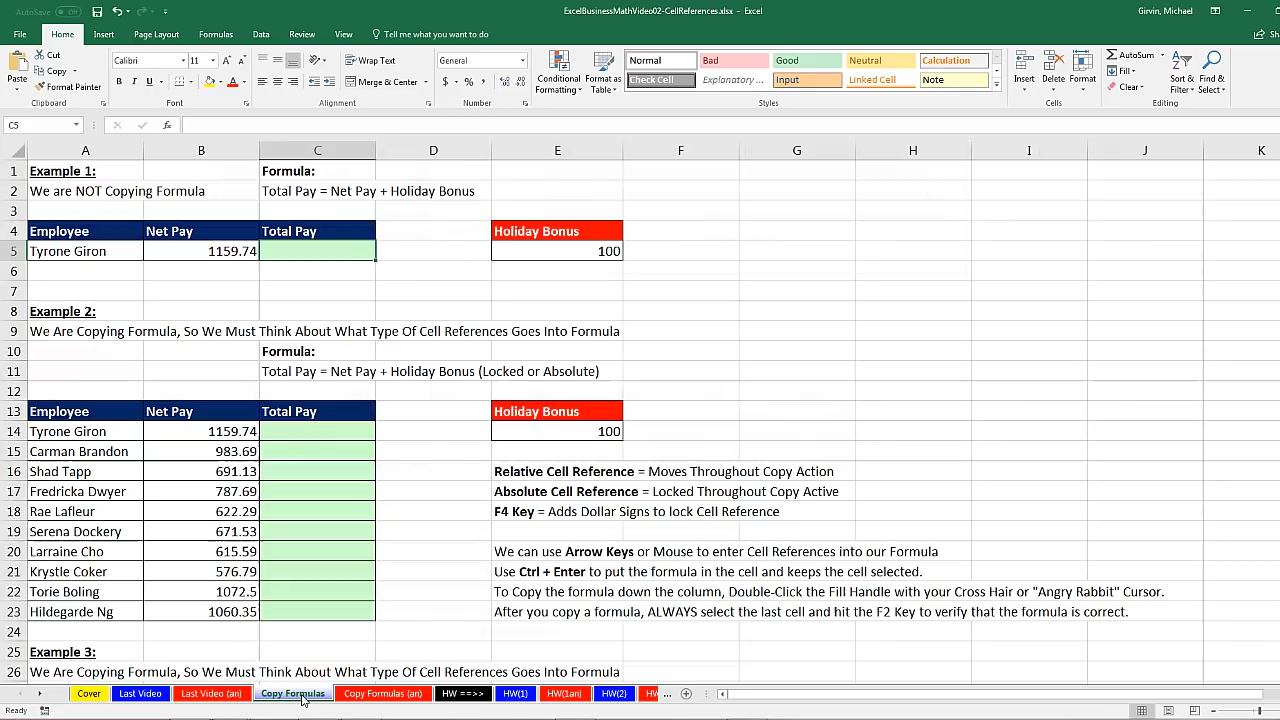 AutoSave Off
ExcelBusinessMathVideo02-CellReferences.xlsx - Excel
Girvin, Michael
File Home Insert Page Layout Formulas Data Review View Tell me what you want to do
Paste Cut Copy Format Painter
Calibri 11
B I U
Wrap Text
Merge & Center
General
$ % ,
Conditional Formatting Format as Table
Normal Bad Good Neutral Calculation
Check Cell Explanatory ... Input Linked Cell Note
Insert Delete Format
AutoSum Fill Clear
Sort & Filter Find & Select
Clipboard Font Alignment Number Styles Cells Editing
C5 fx
A B C D E F G H I J K
1 Example 1: Formula:
2 We are NOT Copying Formula Total Pay = Net Pay + Holiday Bonus
3
4 Employee Net Pay Total Pay Holiday Bonus
5 Tyrone Giron 1159.74 100
6
7
8 Example 2:
9 We Are Copying Formula, So We Must Think About What Type Of Cell References Goes Into Formula
10 Formula:
11 Total Pay = Net Pay + Holiday Bonus (Locked or Absolute)
12
13 Employee Net Pay Total Pay Holiday Bonus
14 Tyrone Giron 1159.74 100
15 Carman Brandon 983.69
16 Shad Tapp 691.13 Relative Cell Reference = Moves Throughout Copy Action
17 Fredricka Dwyer 787.69 Absolute Cell Reference = Locked Throughout Copy Active
18 Rae Lafleur 622.29 F4 Key = Adds Dollar Signs to lock Cell Reference
19 Serena Dockery 671.53
20 Larraine Cho 615.59 We can use Arrow Keys or Mouse to enter Cell References into our Formula
21 Krystle Coker 576.79 Use Ctrl + Enter to put the formula in the cell and keeps the cell selected.
22 Torie Boling 1072.5 To Copy the formula down the column, Double-Click the Fill Handle with your Cross Hair or "Angry Rabbit" Cursor.
23 Hildegarde Ng 1060.35 After you copy a formula, ALWAYS select the last cell and hit the F2 Key to verify that the formula is correct.
24
25 Example 3:
26 We Are Copying Formula, So We Must Think About What Type Of Cell References Goes Into Formula
Cover Last Video Last Video (an) Copy Formulas Copy Formulas (an) HW ==>> HW(1) HW(1an) HW(2) HW ...
Ready